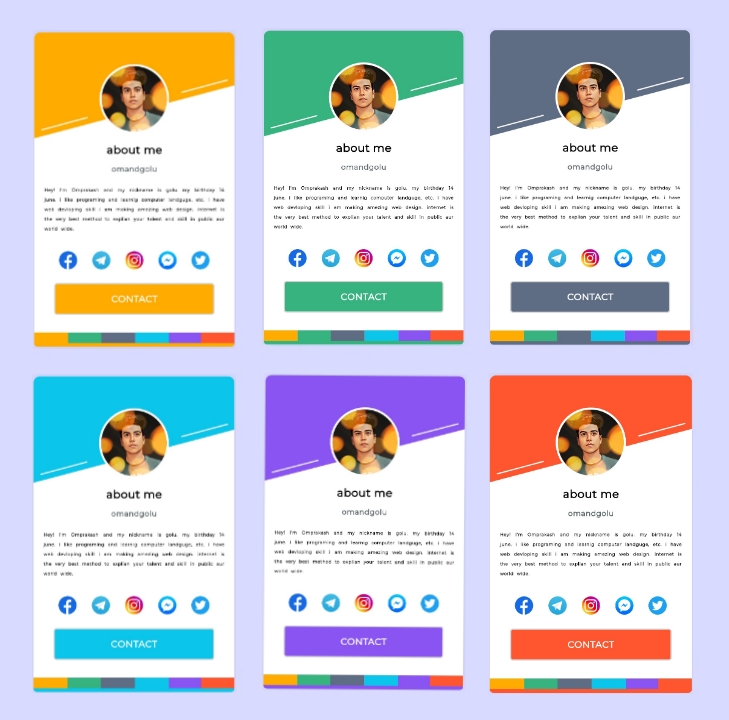 about me
omandgolu
Hey! I'm Omprakash and my nickname is golu. my birthday 14
june. i like programing and learnig computer landguge, etc. i have
web devloping skill i am making amezing web design. internet is
the very best method to explian your talent and skill in public our
world wide.
CONTACT
about me
omandgolu
Hey! I'm Omprakash and my nickname is golu. my birthday 14
june. i like programing and learnig computer landguge, etc. i have
web devloping skill i am making amezing web design. internet is
the very best method to explian your talent and skill in public our
world wide.
CONTACT
about me
omandgolu
Hey! I'm Omprakash and my nickname is golu. my birthday 14
june. i like programing and learnig computer landguge, etc. i have
web devloping skill i am making amezing web design. internet is
the very best method to explian your talent and skill in public our
world wide.
CONTACT
about me
omandgolu
Hey! I'm Omprakash and my nickname is golu. my birthday 14
june. i like programing and learnig computer landguge, etc. i have
web devloping skill i am making amezing web design. internet is
the very best method to explian your talent and skill in public our
world wide.
CONTACT
about me
omandgolu
Hey! I'm Omprakash and my nickname is golu. my birthday 14
june. i like programing and learnig computer landguge, etc. i have
web devloping skill i am making amezing web design. internet is
the very best method to explian your talent and skill in public our
world wide.
CONTACT
about me
omandgolu
Hey! I'm Omprakash and my nickname is golu. my birthday 14
june. i like programing and learnig computer landguge, etc. i have
web devloping skill i am making amezing web design. internet is
the very best method to explian your talent and skill in public our
world wide.
CONTACT